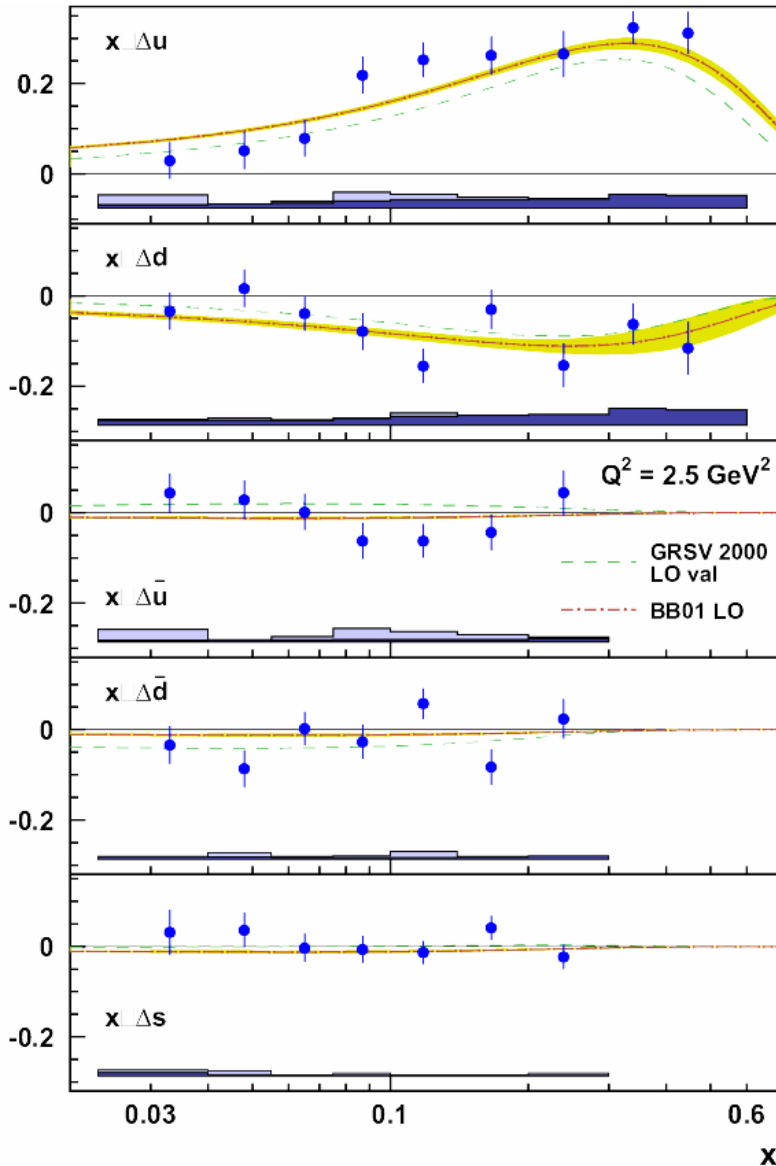 x □Δu
0.2
0
x □Δd
0
-0.2
Q² = 2.5 GeV²
0
GRSV 2000
LO val
BB01 LO
-0.2
x □Δū
x □Δd̄
0
-0.2
0
x □Δs
-0.2
0.03 0.1 0.6
x